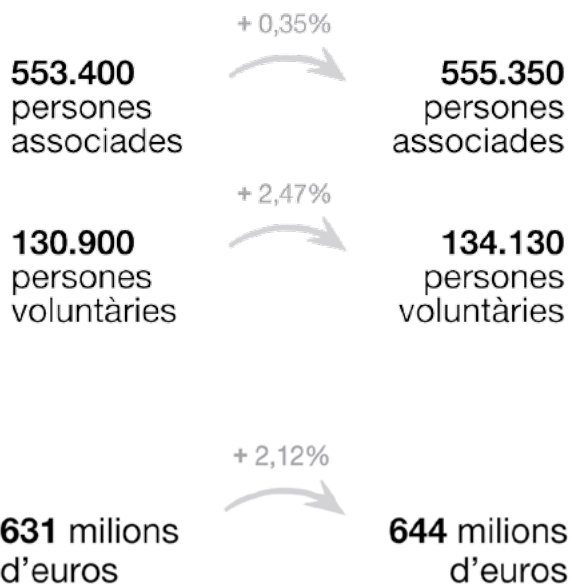 + 0,35%
553.400 555.350
persones persones
associades associades
+ 2,47%
130.900 134.130
persones persones
voluntàries voluntàries
+ 2,12%
631 milions 644 milions
d'euros d'euros